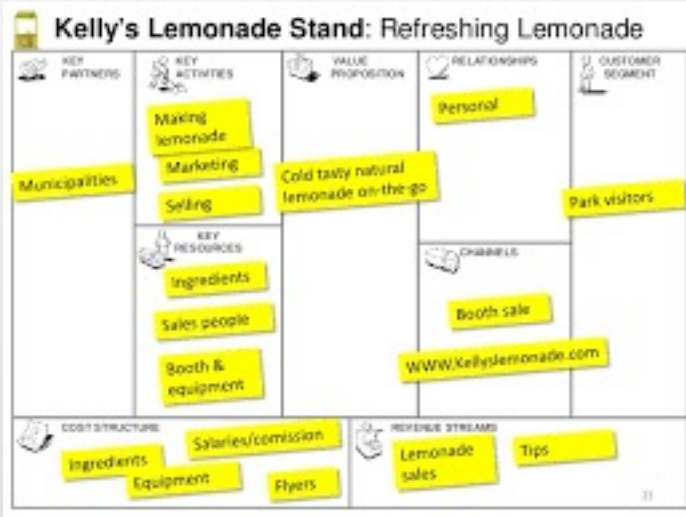 Kelly's Lemonade Stand: Refreshing Lemonade
KEY
PARTNERS
Municipalities
KEY
ACTIVITIES
Making
lemonade
Marketing
Selling
KEY
RESOURCES
Ingredients
Sales people
Booth &
equipment
VALUE
PROPOSITION
Cold tasty natural
lemonade on-the-go
RELATIONSHIPS
Personal
CHANNELS
Booth sale
WWW.Kellyslemonade.com
CUSTOMER
SEGMENT
Park visitors
COST STRUCTURE
Salaries/comission
Ingredients
Equipment
Flyers
REVENUE STREAMS
Lemonade
sales
Tips